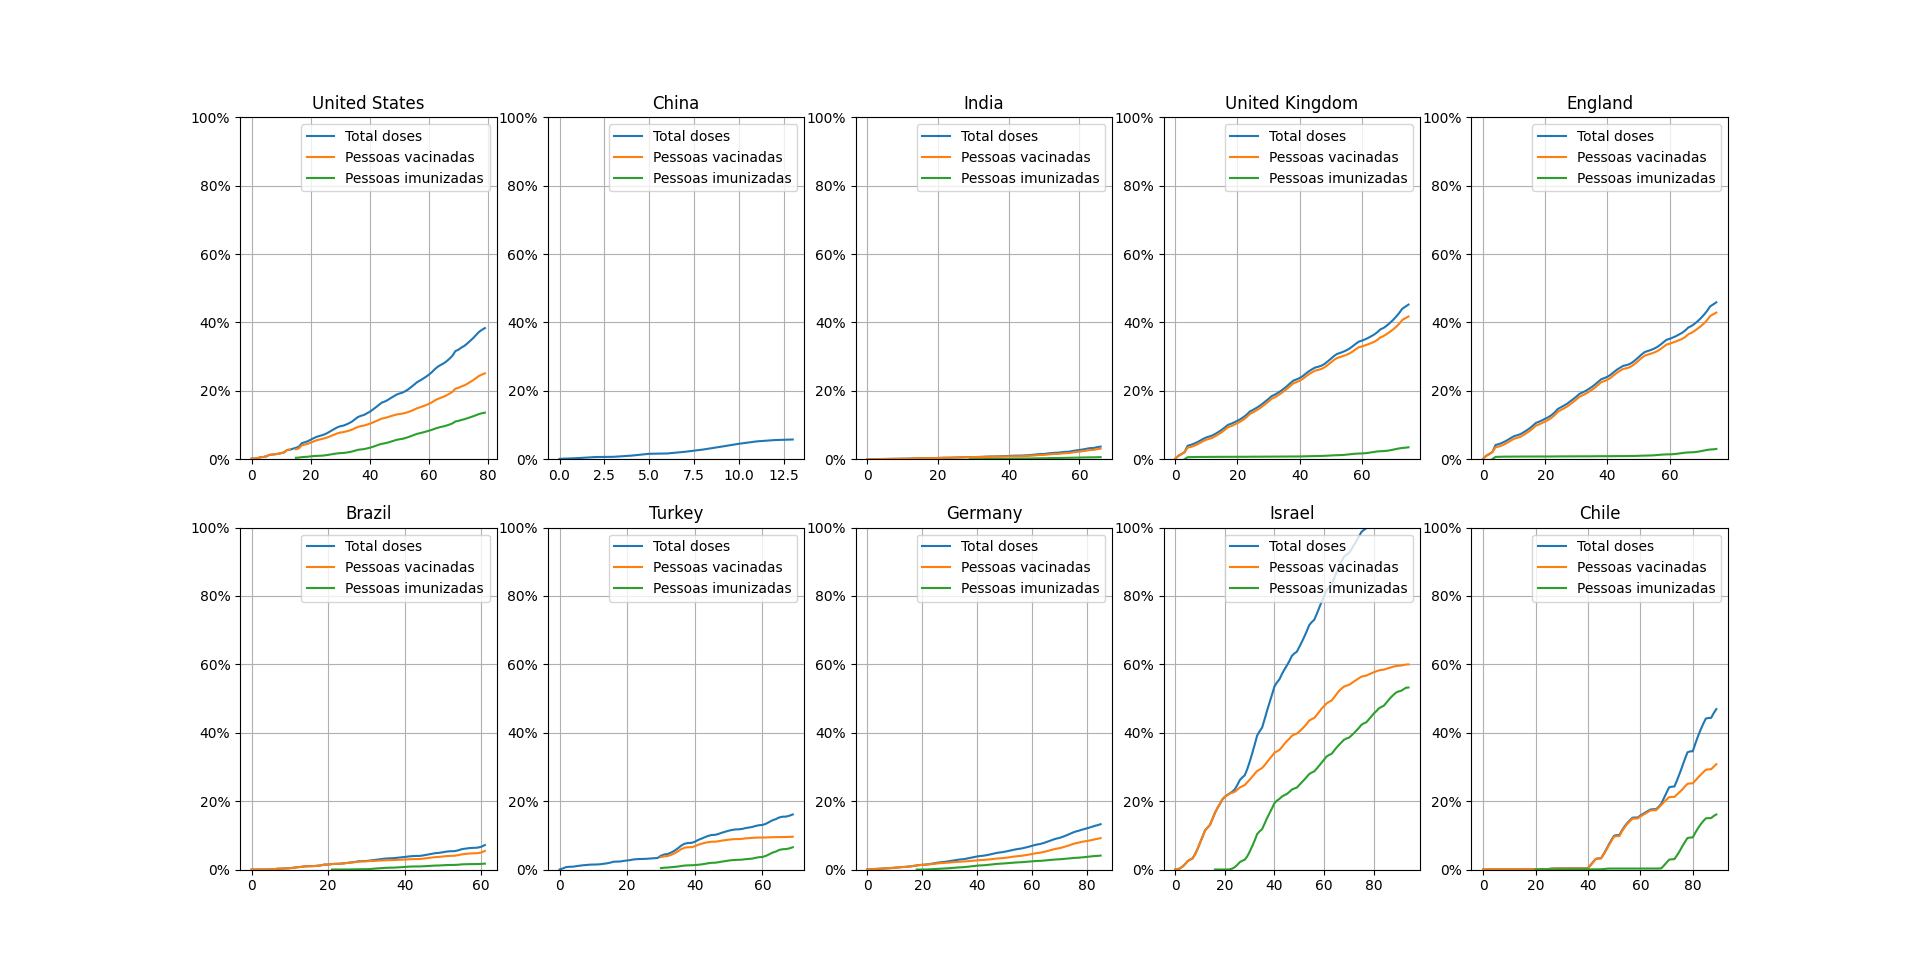 United States
100%
80%
60%
40%
20%
0%
0 20 40 60 80
Total doses
Pessoas vacinadas
Pessoas imunizadas
China
100%
80%
60%
40%
20%
0%
0.0 2.5 5.0 7.5 10.0 12.5
Total doses
Pessoas vacinadas
Pessoas imunizadas
India
100%
80%
60%
40%
20%
0%
0 20 40 60
Total doses
Pessoas vacinadas
Pessoas imunizadas
United Kingdom
100%
80%
60%
40%
20%
0%
0 20 40 60
Total doses
Pessoas vacinadas
Pessoas imunizadas
England
100%
80%
60%
40%
20%
0%
0 20 40 60
Total doses
Pessoas vacinadas
Pessoas imunizadas
Brazil
100%
80%
60%
40%
20%
0%
0 20 40 60
Total doses
Pessoas vacinadas
Pessoas imunizadas
Turkey
100%
80%
60%
40%
20%
0%
0 20 40 60
Total doses
Pessoas vacinadas
Pessoas imunizadas
Germany
100%
80%
60%
40%
20%
0%
0 20 40 60 80
Total doses
Pessoas vacinadas
Pessoas imunizadas
Israel
100%
80%
60%
40%
20%
0%
0 20 40 60 80
Total doses
Pessoas vacinadas
Pessoas imunizadas
Chile
100%
80%
60%
40%
20%
0%
0 20 40 60 80
Total doses
Pessoas vacinadas
Pessoas imunizadas